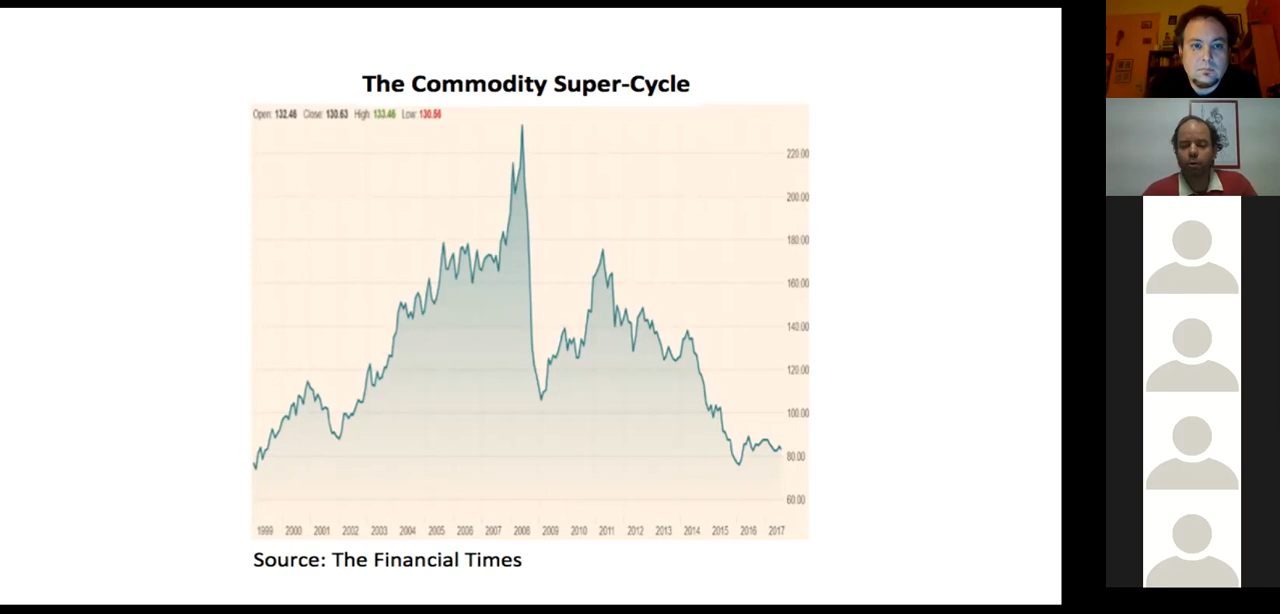 The Commodity Super-Cycle
Open: 132.46 Close: 130.63 High: 133.46 Low: 130.56
220.00
200.00
180.00
160.00
140.00
120.00
100.00
80.00
60.00
1999 2000 2001 2002 2003 2004 2005 2006 2007 2008 2009 2010 2011 2012 2013 2014 2015 2016 2017
Source: The Financial Times